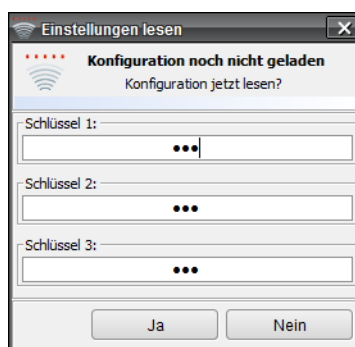 Einstellungen lesen
Konfiguration noch nicht geladen
Konfiguration jetzt lesen?
Schlüssel 1:
•••
Schlüssel 2:
•••
Schlüssel 3:
•••
Ja
Nein